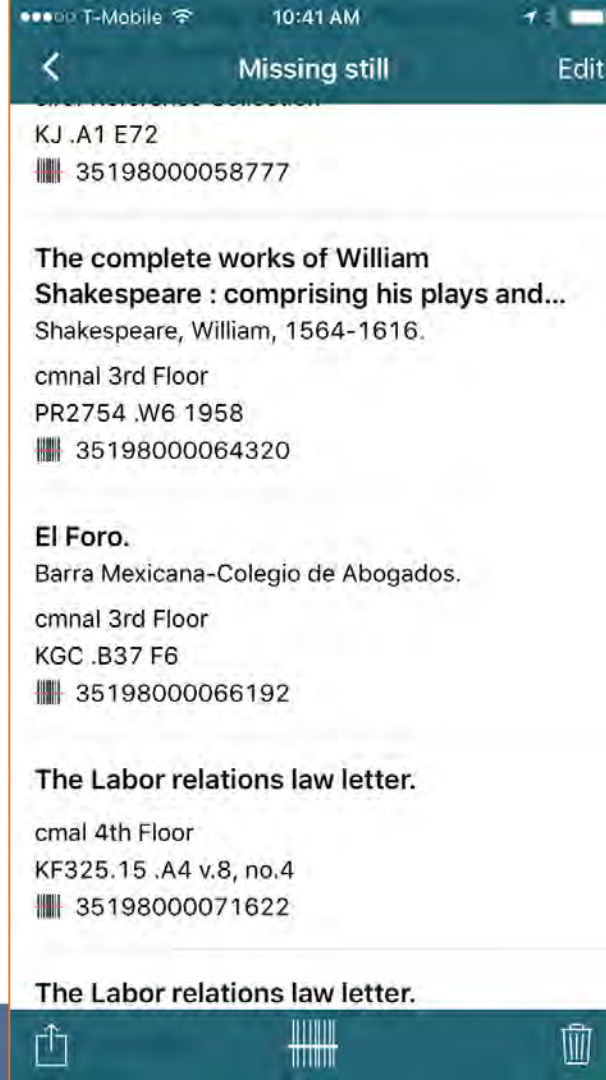 T-Mobile 10:41 AM
Missing still Edit
KJ .A1 E72
35198000058777
The complete works of William
Shakespeare : comprising his plays and...
Shakespeare, William, 1564-1616.
cmnal 3rd Floor
PR2754 .W6 1958
35198000064320
El Foro.
Barra Mexicana-Colegio de Abogados.
cmnal 3rd Floor
KGC .B37 F6
35198000066192
The Labor relations law letter.
cmal 4th Floor
KF325.15 .A4 v.8, no.4
35198000071622
The Labor relations law letter.